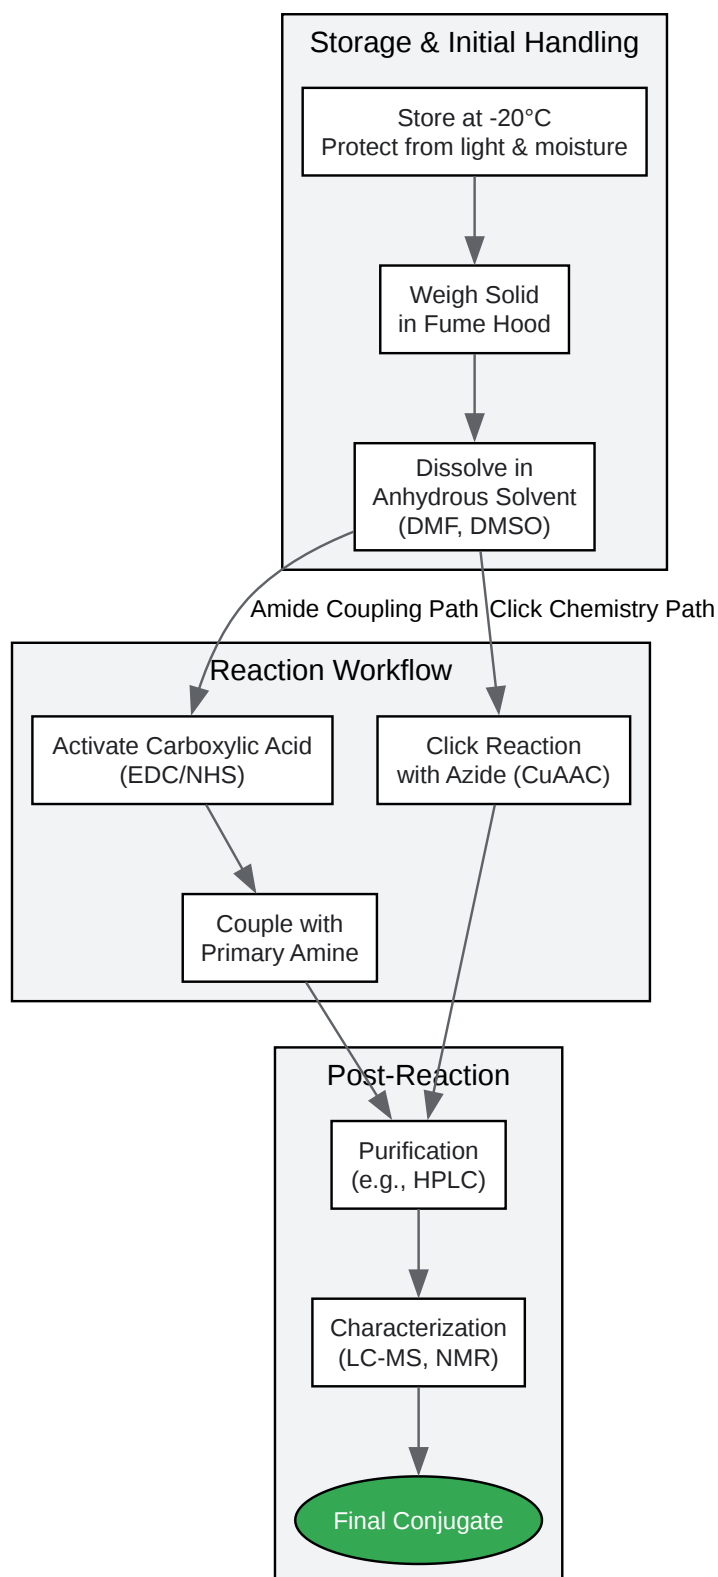 Storage & Initial Handling
Store at -20°C
Protect from light & moisture
Weigh Solid
in Fume Hood
Dissolve in
Anhydrous Solvent
(DMF, DMSO)
Amide Coupling Path
Click Chemistry Path
Reaction Workflow
Activate Carboxylic Acid
(EDC/NHS)
Click Reaction
with Azide (CuAAC)
Couple with
Primary Amine
Post-Reaction
Purification
(e.g., HPLC)
Characterization
(LC-MS, NMR)
Final Conjugate